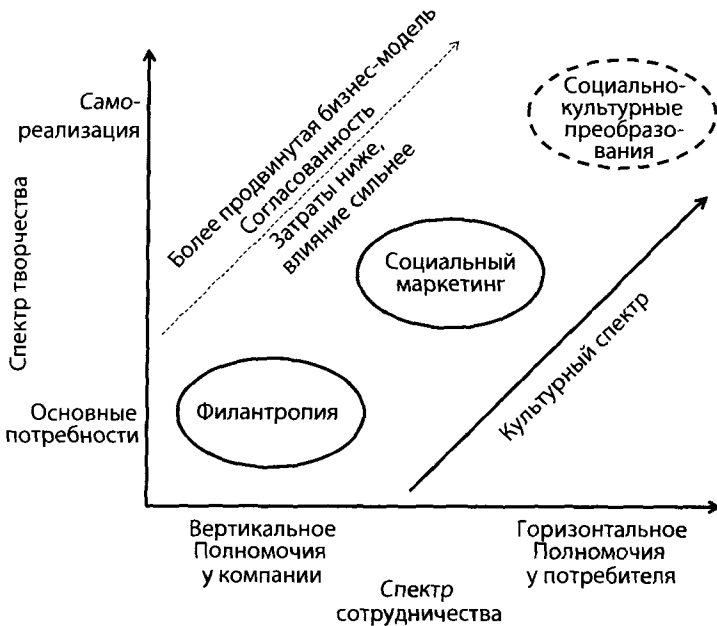 Само-
реализация
Спектр творчества
Основные
потребности
Более продвинутая бизнес-модель
Согласованность
Затраты ниже,
влияние сильнее
Социально-
культурные
преобразо-
вания
Социальный
маркетинг
Филантропия
Культурный спектр
Вертикальное
Полномочия
у компании
Горизонтальное
Полномочия
у потребителя
Спектр
сотрудничества